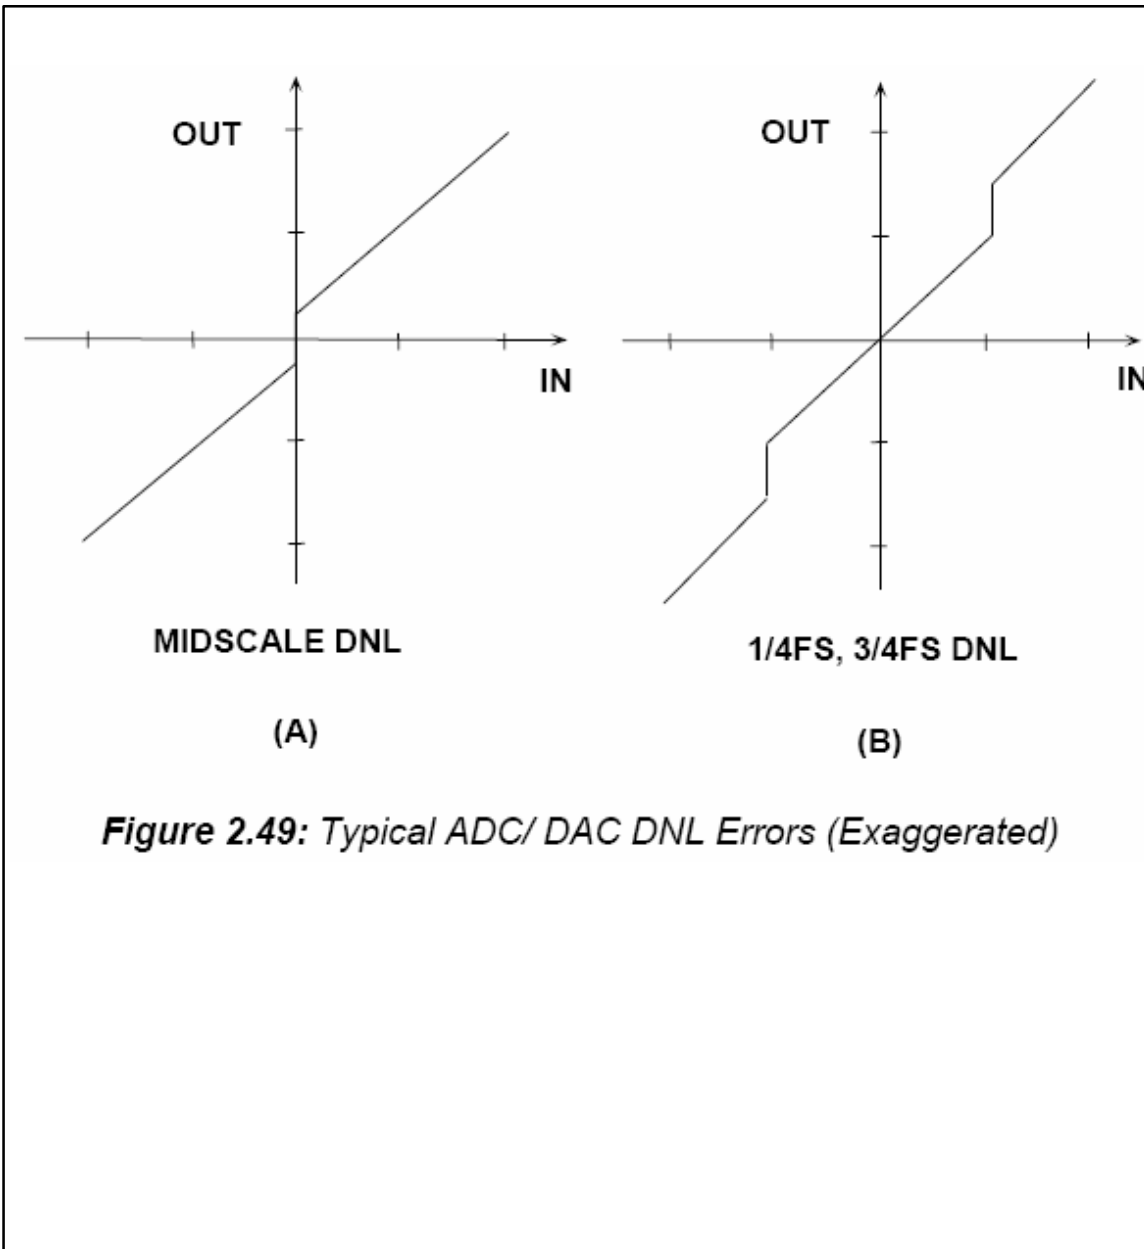 OUT
IN
MIDSCALE DNL
(A)
OUT
IN
1/4FS, 3/4FS DNL
(B)
Figure 2.49: Typical ADC/ DAC DNL Errors (Exaggerated)